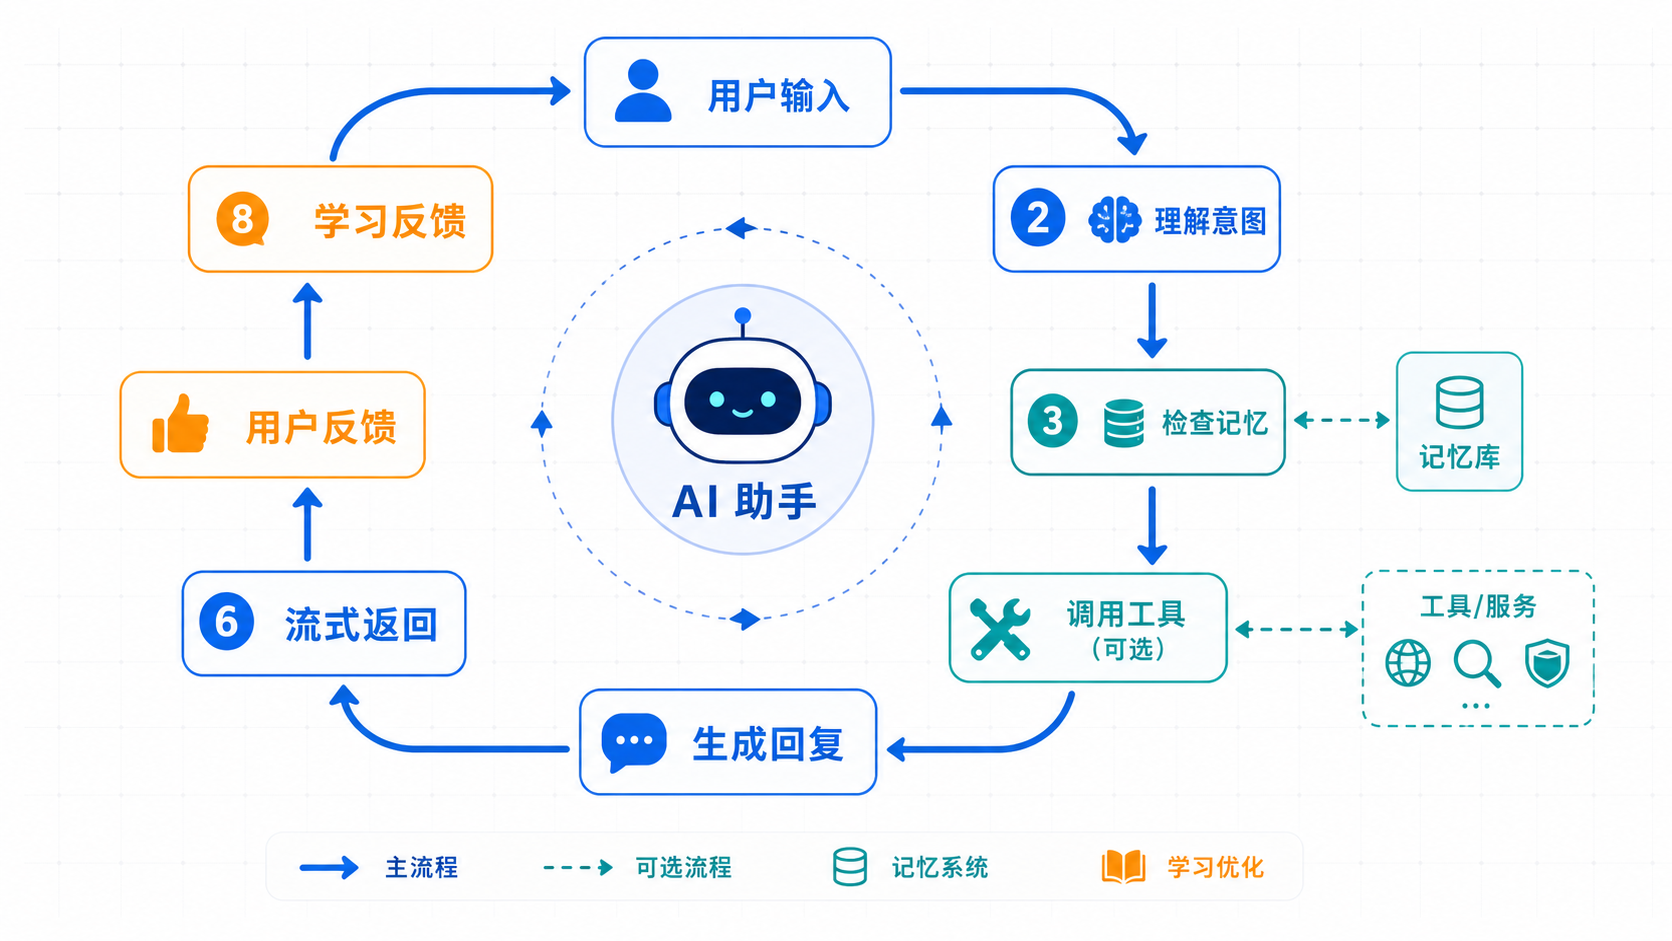 用户输入
2 理解意图
3 检查记忆
记忆库
调用工具
（可选）
工具/服务
...
生成回复
6 流式返回
用户反馈
8 学习反馈
AI 助手
主流程
可选流程
记忆系统
学习优化